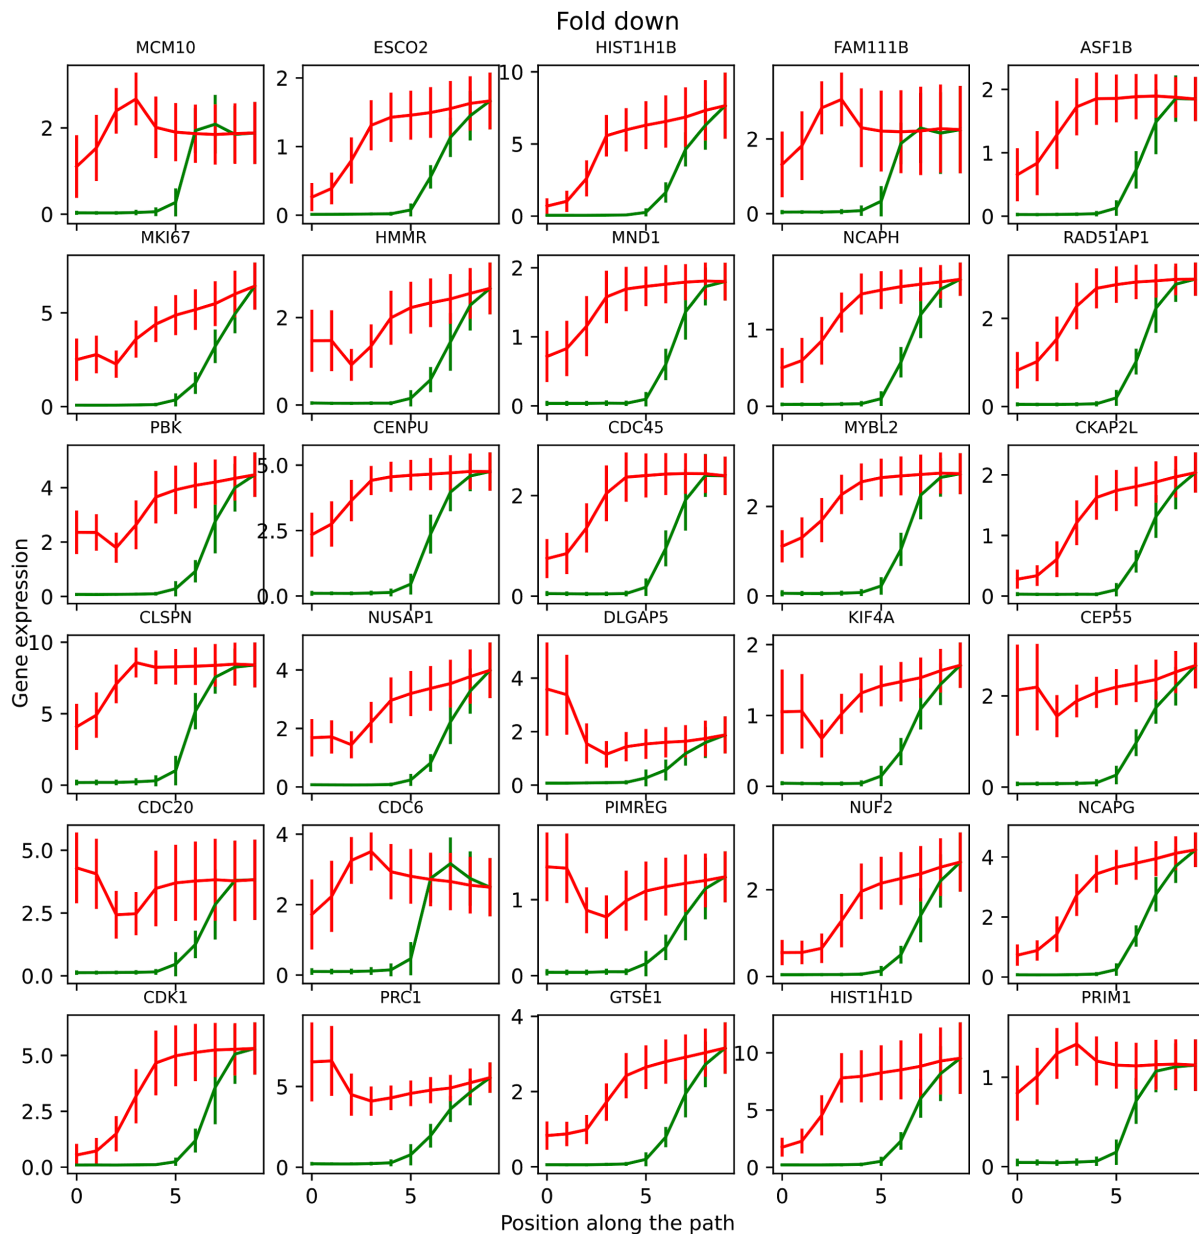 Fold down
MCM10 ESCO2 HIST1H1B FAM111B ASF1B
2 0
2 1 0
10 5 0
2 0
2 1 0
MKI67 HMMR MND1 NCAPH RAD51AP1
5 0
2 0
2 1 0
1 0
2 0
PBK CENPU CDC45 MYBL2 CKAP2L
4 2 0
5.0 2.5 0.0
2 0
2 0
2 1 0
CLSPN NUSAP1 DLGAP5 KIF4A CEP55
10 5 0
4 2 0
4 2 0
2 1 0
2 0
CDC20 CDC6 PIMREG NUF2 NCAPG
5.0 2.5 0.0
4 2 0
1 0
2 0
4 2 0
CDK1 PRC1 GTSE1 HIST1H1D PRIM1
5.0 2.5 0.0
5 0
4 2 0
10 5 0
1 0
0 5 0 5 0 5 0 5 0 5
Gene expression
Position along the path